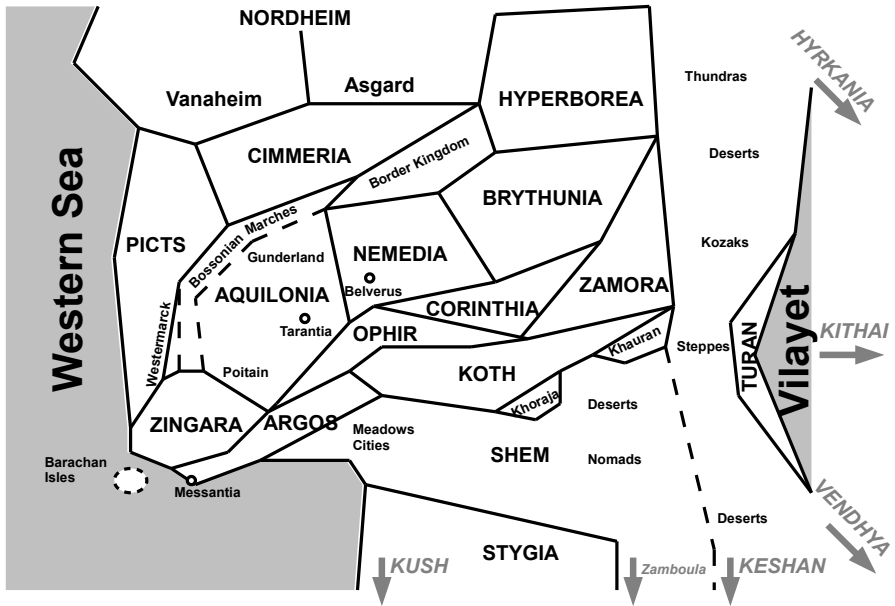 NORDHEIM
HYRKANIA
Thundras
Asgard
Vanaheim
HYPERBOREA
CIMMERIA
Border Kingdom
Deserts
Western Sea
BRYTHUNIA
Bossonian Marches
PICTS
Kozaks
Gunderland
NEMEDIA
Belverus
ZAMORA
AQUILONIA
CORINTHIA
Tarantia
OPHIR
Khauran
Steppes
TURAN
Vilayet
KITHAI
Westermarck
Poitain
KOTH
Khoraja
Deserts
ZINGARA
ARGOS
Meadows
Cities
SHEM
Nomads
Barachan
Isles
Messantia
VENDHYA
Deserts
STYGIA
KUSH
Zamboula
KESHAN